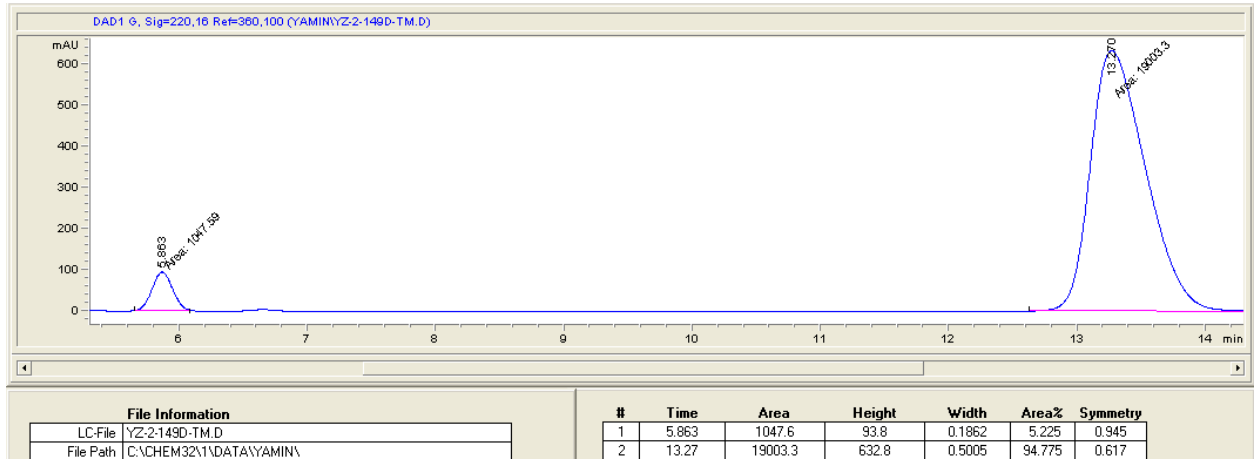 DAD1 G, Sig=220,16 Ref=360,100 (YAMIN\YZ-2-149D-TM.D)
mAU
600
500
400
300
200
100
0
5.863
Area: 1047.59
13.270
Area: 19003.3
6 7 8 9 10 11 12 13 14 min
File Information
LC-File YZ-2-149D-TM.D
File Path C:\CHEM32\1\DATA\YAMIN\
# Time Area Height Width Area% Symmetry
1 5.863 1047.6 93.8 0.1862 5.225 0.945
2 13.27 19003.3 632.8 0.5005 94.775 0.617